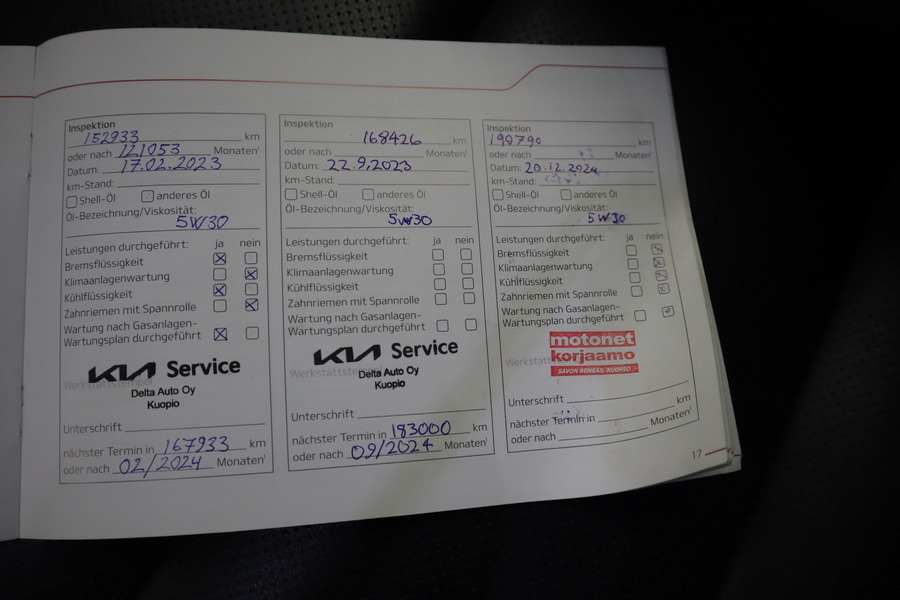 Inspektion
152933 km
oder nach 121053 Monaten¹
Datum: 17.02.2023
km-Stand:
Shell-Öl anderes Öl
Öl-Bezeichnung/Viskosität:
5W30
Leistungen durchgeführt: ja nein
Bremsflüssigkeit
Klimaanlagenwartung
Kühlflüssigkeit
Zahnriemen mit Spannrolle
Wartung nach Gasanlagen-
Wartungsplan durchgeführt
Werkstattstempel
KIA Service
Delta Auto Oy
Kuopio
Unterschrift
nächster Termin in 167933 km
oder nach 02/2024 Monaten¹
Inspektion
168426 km
oder nach Monaten¹
Datum: 22.9.2023
km-Stand:
Shell-Öl anderes Öl
Öl-Bezeichnung/Viskosität:
5W30
Leistungen durchgeführt: ja nein
Bremsflüssigkeit
Klimaanlagenwartung
Kühlflüssigkeit
Zahnriemen mit Spannrolle
Wartung nach Gasanlagen-
Wartungsplan durchgeführt
KIA Service
Delta Auto Oy
Kuopio
Unterschrift
nächster Termin in 183000 km
oder nach 09/2024 Monaten¹
Inspektion
190790 km
oder nach Monaten¹
Datum: 20.12.2024
km-Stand:
Shell-Öl anderes Öl
Öl-Bezeichnung/Viskosität:
5W30
Leistungen durchgeführt: ja nein
Bremsflüssigkeit
Klimaanlagenwartung
Kühlflüssigkeit
Zahnriemen mit Spannrolle
Wartung nach Gasanlagen-
Wartungsplan durchgeführt
motonet
korjaamo
SAVON RENGAS, KUOPIO
Unterschrift
nächster Termin in km
oder nach Monaten¹
17